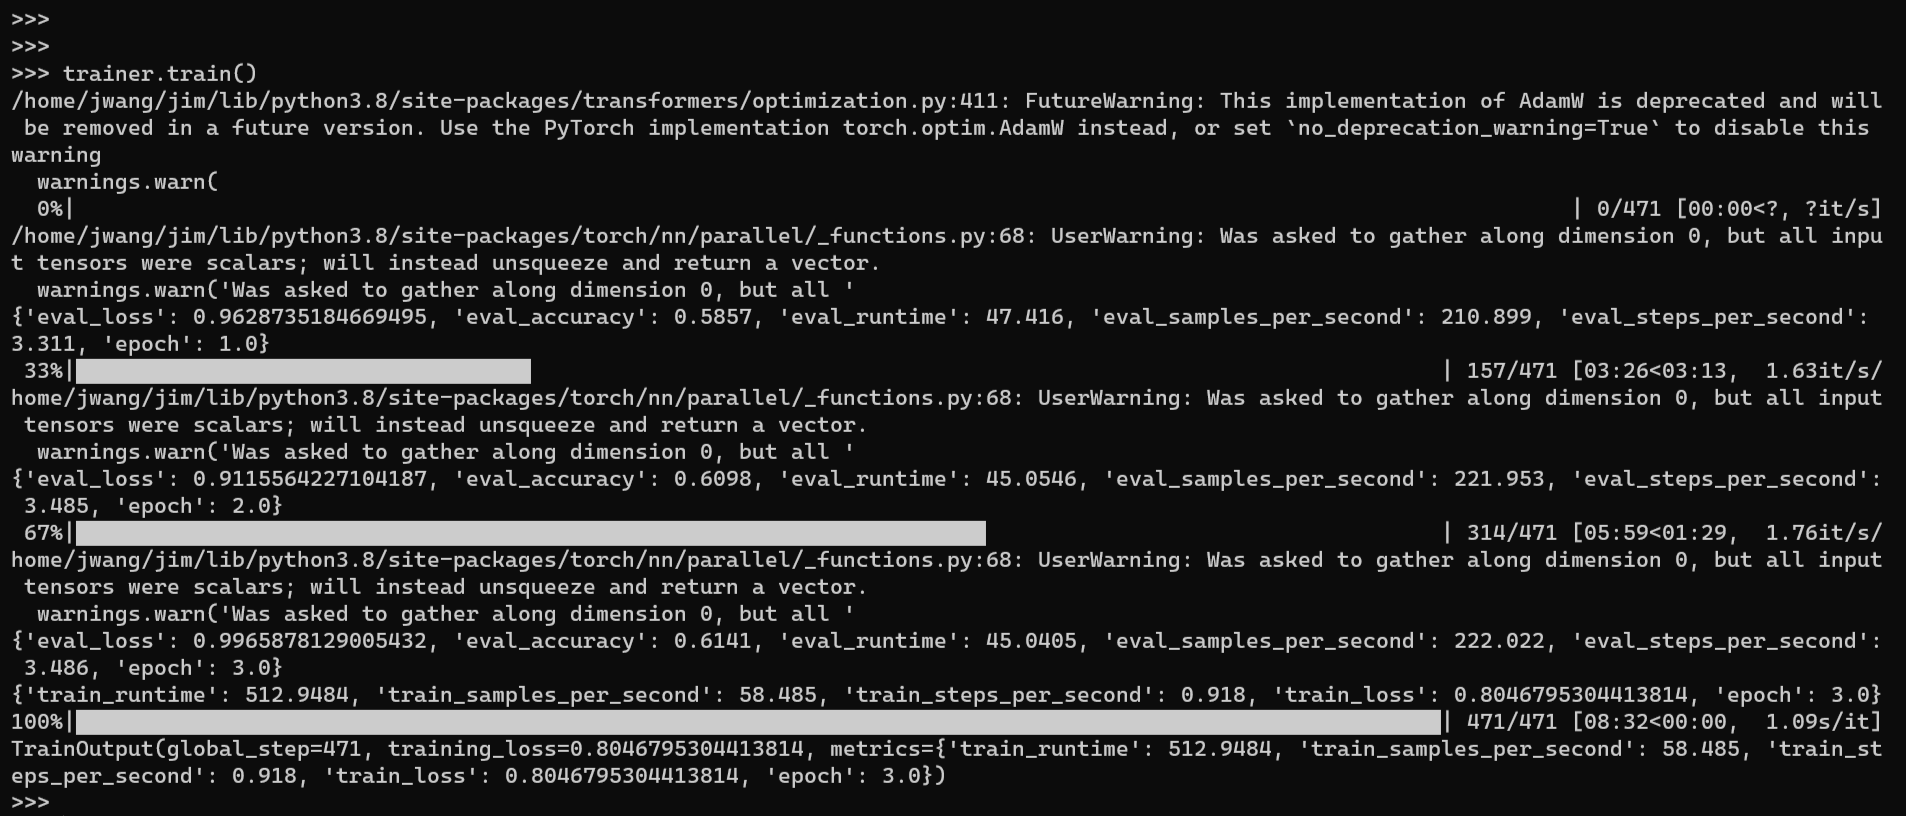 >>>
>>>
>>> trainer.train()
/home/jwang/jim/lib/python3.8/site-packages/transformers/optimization.py:411: FutureWarning: This implementation of AdamW is deprecated and will
 be removed in a future version. Use the PyTorch implementation torch.optim.AdamW instead, or set `no_deprecation_warning=True` to disable this
warning
  warnings.warn(
  0%| | 0/471 [00:00<?, ?it/s]
/home/jwang/jim/lib/python3.8/site-packages/torch/nn/parallel/_functions.py:68: UserWarning: Was asked to gather along dimension 0, but all inpu
t tensors were scalars; will instead unsqueeze and return a vector.
  warnings.warn('Was asked to gather along dimension 0, but all '
{'eval_loss': 0.9628735184669495, 'eval_accuracy': 0.5857, 'eval_runtime': 47.416, 'eval_samples_per_second': 210.899, 'eval_steps_per_second':
3.311, 'epoch': 1.0}
 33%| | 157/471 [03:26<03:13,  1.63it/s/
home/jwang/jim/lib/python3.8/site-packages/torch/nn/parallel/_functions.py:68: UserWarning: Was asked to gather along dimension 0, but all input
 tensors were scalars; will instead unsqueeze and return a vector.
  warnings.warn('Was asked to gather along dimension 0, but all '
{'eval_loss': 0.9115564227104187, 'eval_accuracy': 0.6098, 'eval_runtime': 45.0546, 'eval_samples_per_second': 221.953, 'eval_steps_per_second':
 3.485, 'epoch': 2.0}
 67%| | 314/471 [05:59<01:29,  1.76it/s/
home/jwang/jim/lib/python3.8/site-packages/torch/nn/parallel/_functions.py:68: UserWarning: Was asked to gather along dimension 0, but all input
 tensors were scalars; will instead unsqueeze and return a vector.
  warnings.warn('Was asked to gather along dimension 0, but all '
{'eval_loss': 0.9965878129005432, 'eval_accuracy': 0.6141, 'eval_runtime': 45.0405, 'eval_samples_per_second': 222.022, 'eval_steps_per_second':
 3.486, 'epoch': 3.0}
{'train_runtime': 512.9484, 'train_samples_per_second': 58.485, 'train_steps_per_second': 0.918, 'train_loss': 0.8046795304413814, 'epoch': 3.0}
100%| | 471/471 [08:32<00:00,  1.09s/it]
TrainOutput(global_step=471, training_loss=0.8046795304413814, metrics={'train_runtime': 512.9484, 'train_samples_per_second': 58.485, 'train_st
eps_per_second': 0.918, 'train_loss': 0.8046795304413814, 'epoch': 3.0})
>>>